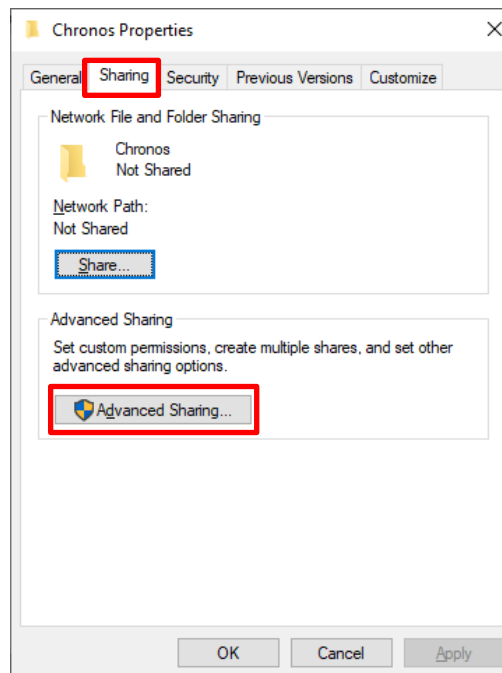 Chronos Properties
General Sharing Security Previous Versions Customize
Network File and Folder Sharing
Chronos
Not Shared
Network Path:
Not Shared
Share...
Advanced Sharing
Set custom permissions, create multiple shares, and set other
advanced sharing options.
Advanced Sharing...
OK Cancel Apply